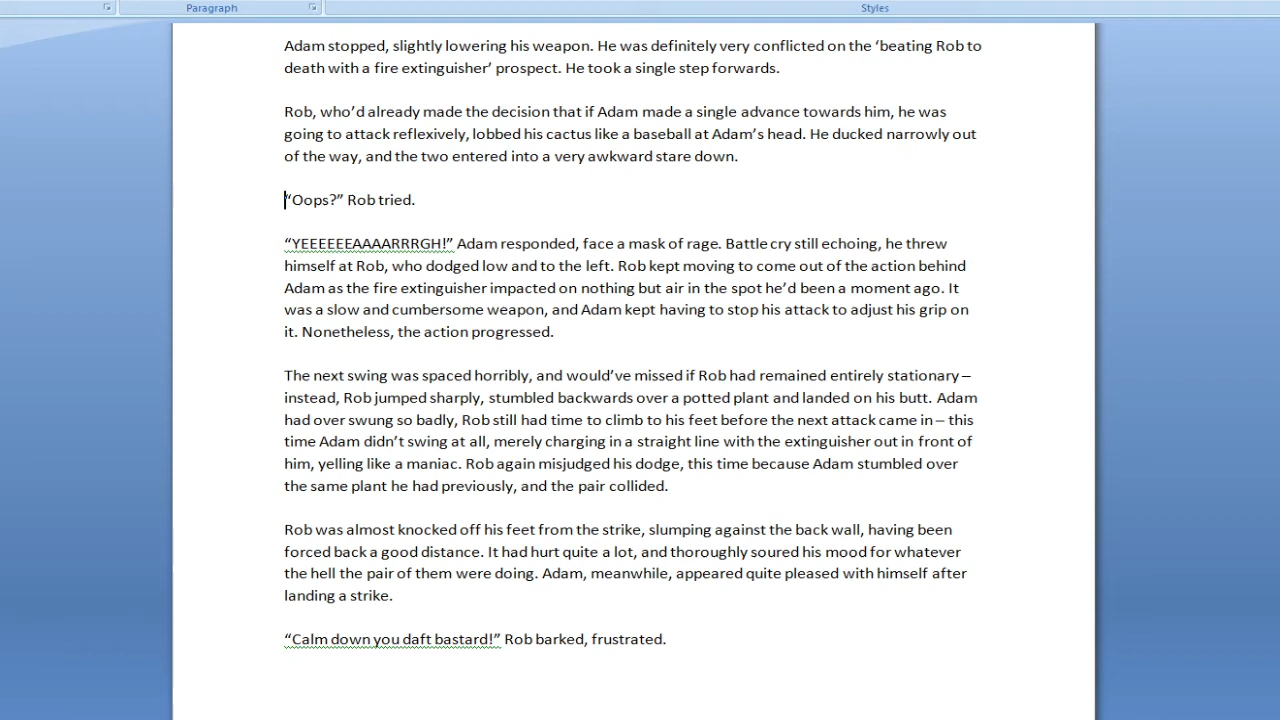 Paragraph
Styles
Adam stopped, slightly lowering his weapon. He was definitely very conflicted on the ‘beating Rob to
death with a fire extinguisher’ prospect. He took a single step forwards.
Rob, who’d already made the decision that if Adam made a single advance towards him, he was
going to attack reflexively, lobbed his cactus like a baseball at Adam’s head. He ducked narrowly out
of the way, and the two entered into a very awkward stare down.
“Oops?” Rob tried.
“YEEEEEEAAAARRRGH!” Adam responded, face a mask of rage. Battle cry still echoing, he threw
himself at Rob, who dodged low and to the left. Rob kept moving to come out of the action behind
Adam as the fire extinguisher impacted on nothing but air in the spot he’d been a moment ago. It
was a slow and cumbersome weapon, and Adam kept having to stop his attack to adjust his grip on
it. Nonetheless, the action progressed.
The next swing was spaced horribly, and would’ve missed if Rob had remained entirely stationary –
instead, Rob jumped sharply, stumbled backwards over a potted plant and landed on his butt. Adam
had over swung so badly, Rob still had time to climb to his feet before the next attack came in – this
time Adam didn’t swing at all, merely charging in a straight line with the extinguisher out in front of
him, yelling like a maniac. Rob again misjudged his dodge, this time because Adam stumbled over
the same plant he had previously, and the pair collided.
Rob was almost knocked off his feet from the strike, slumping against the back wall, having been
forced back a good distance. It had hurt quite a lot, and thoroughly soured his mood for whatever
the hell the pair of them were doing. Adam, meanwhile, appeared quite pleased with himself after
landing a strike.
“Calm down you daft bastard!” Rob barked, frustrated.